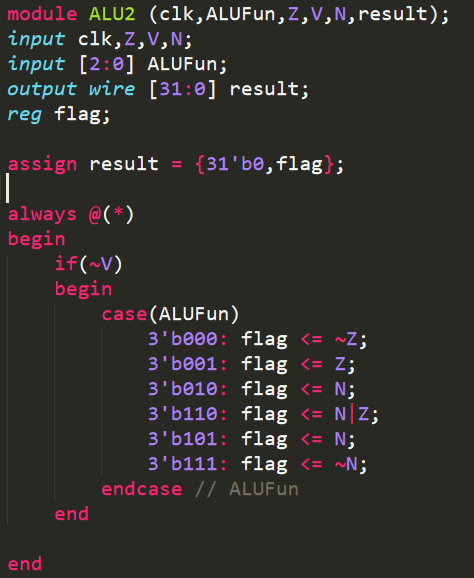 module ALU2 (clk,ALUFun,Z,V,N,result);
input clk,Z,V,N;
input [2:0] ALUFun;
output wire [31:0] result;
reg flag;
assign result = {31'b0,flag};
always @(*)
begin
if(~V)
begin
case(ALUFun)
3'b000: flag <= ~Z;
3'b001: flag <= Z;
3'b010: flag <= N;
3'b110: flag <= N|Z;
3'b101: flag <= N;
3'b111: flag <= ~N;
endcase // ALUFun
end
end